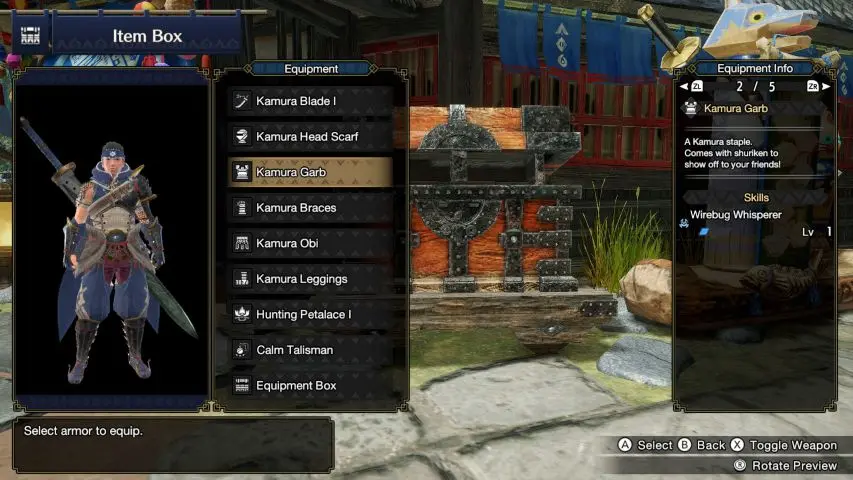 Item Box
Equipment
Kamura Blade I
Kamura Head Scarf
Kamura Garb
Kamura Braces
Kamura Obi
Kamura Leggings
Hunting Petalace I
Calm Talisman
Equipment Box
Equipment Info
ZL 2 / 5 ZR
Kamura Garb
A Kamura staple.
Comes with shuriken to
show off to your friends!
Skills
Wirebug Whisperer
Lv 1
Select armor to equip.
A Select B Back X Toggle Weapon
R Rotate Preview